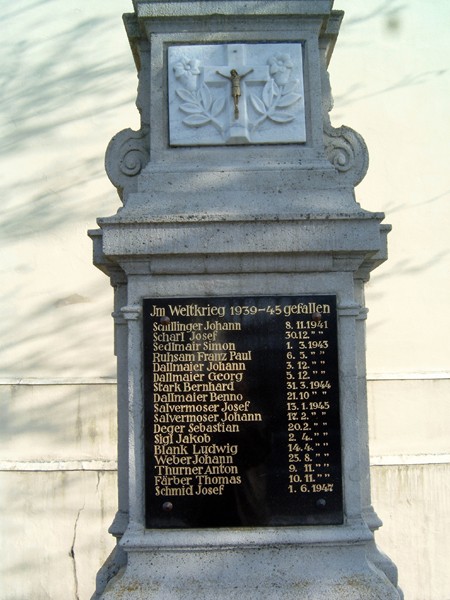 Jm Weltkrieg 1939-45 gefallen
Schillinger Johann 8.11.1941
Scharl Josef 30.12. " "
Sedlmair Simon 1. 3.1943
Ruhsam Franz Paul 6. 3. " "
Dallmaier Johann 3. 12. " "
Dallmaier Georg 5. 12. " "
Stark Bernhard 31. 3.1944
Dallmaier Benno 21. 10 " "
Salvermoser Josef 13. 1.1945
Salvermoser Johann 17. 2. " "
Deger Sebastian 20. 2. " "
Sigl Jakob 2. 4. " "
Blank Ludwig 14. 4. " "
Weber Johann 25. 8. " "
Thurner Anton 9. 11. " "
Färber Thomas 10. 11. " "
Schmid Josef 1. 6.1947